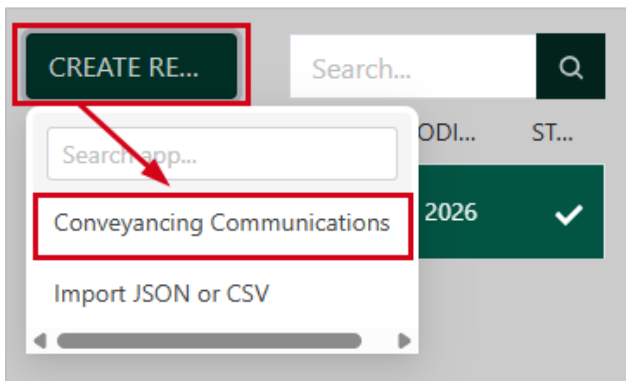 CREATE RE...
Search...
ODI... ST...
Search app...
Conveyancing Communications
2026
Import JSON or CSV